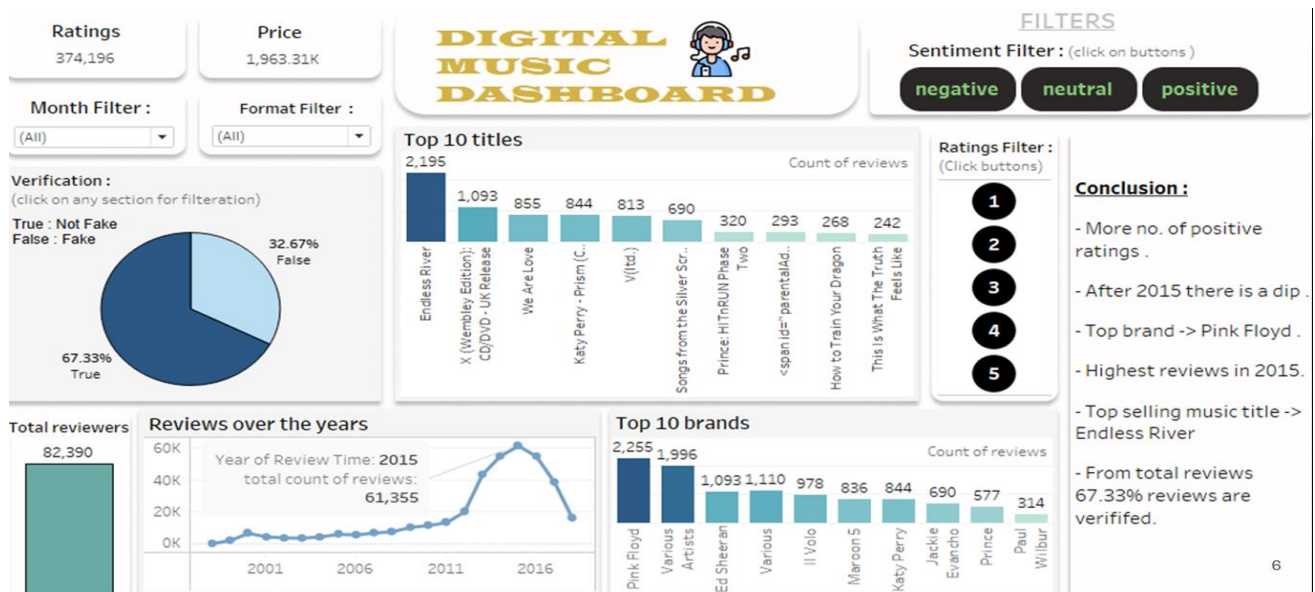 Ratings
374,196
Price
1,963.31K
Month Filter :
(All)
Format Filter :
(All)
DIGITAL
MUSIC
DASHBOARD
FILTERS
Sentiment Filter : (click on buttons )
negative
neutral
positive
Verification :
(click on any section for filteration)
True : Not Fake
False : Fake
32.67%
False
67.33%
True
Top 10 titles
Count of reviews
2,195
1,093
855
844
813
690
320
293
268
242
Endless River
X (Wembley Edition):
CD/DVD - UK Release
We Are Love
Katy Perry - Prism (C..
V(ltd.)
Songs from the Silver Scr..
Prince: HITnRUN Phase
Two
<span id="parentalAd..
How to Train Your Dragon
This Is What The Truth
Feels Like
Ratings Filter :
(Click buttons)
1
2
3
4
5
Conclusion :
- More no. of positive
ratings .
- After 2015 there is a dip .
- Top brand -> Pink Floyd .
- Highest reviews in 2015.
- Top selling music title ->
Endless River
- From total reviews
67.33% reviews are
verififed.
Total reviewers
82,390
Reviews over the years
60K
40K
20K
0K
Year of Review Time: 2015
total count of reviews:
61,355
2001
2006
2011
2016
Top 10 brands
Count of reviews
2,255
1,996
1,093
1,110
978
836
844
690
577
314
Pink Floyd
Various
Artists
Ed Sheeran
Various
Il Volo
Maroon 5
Katy Perry
Jackie
Evancho
Prince
Paul
Wilbur
6